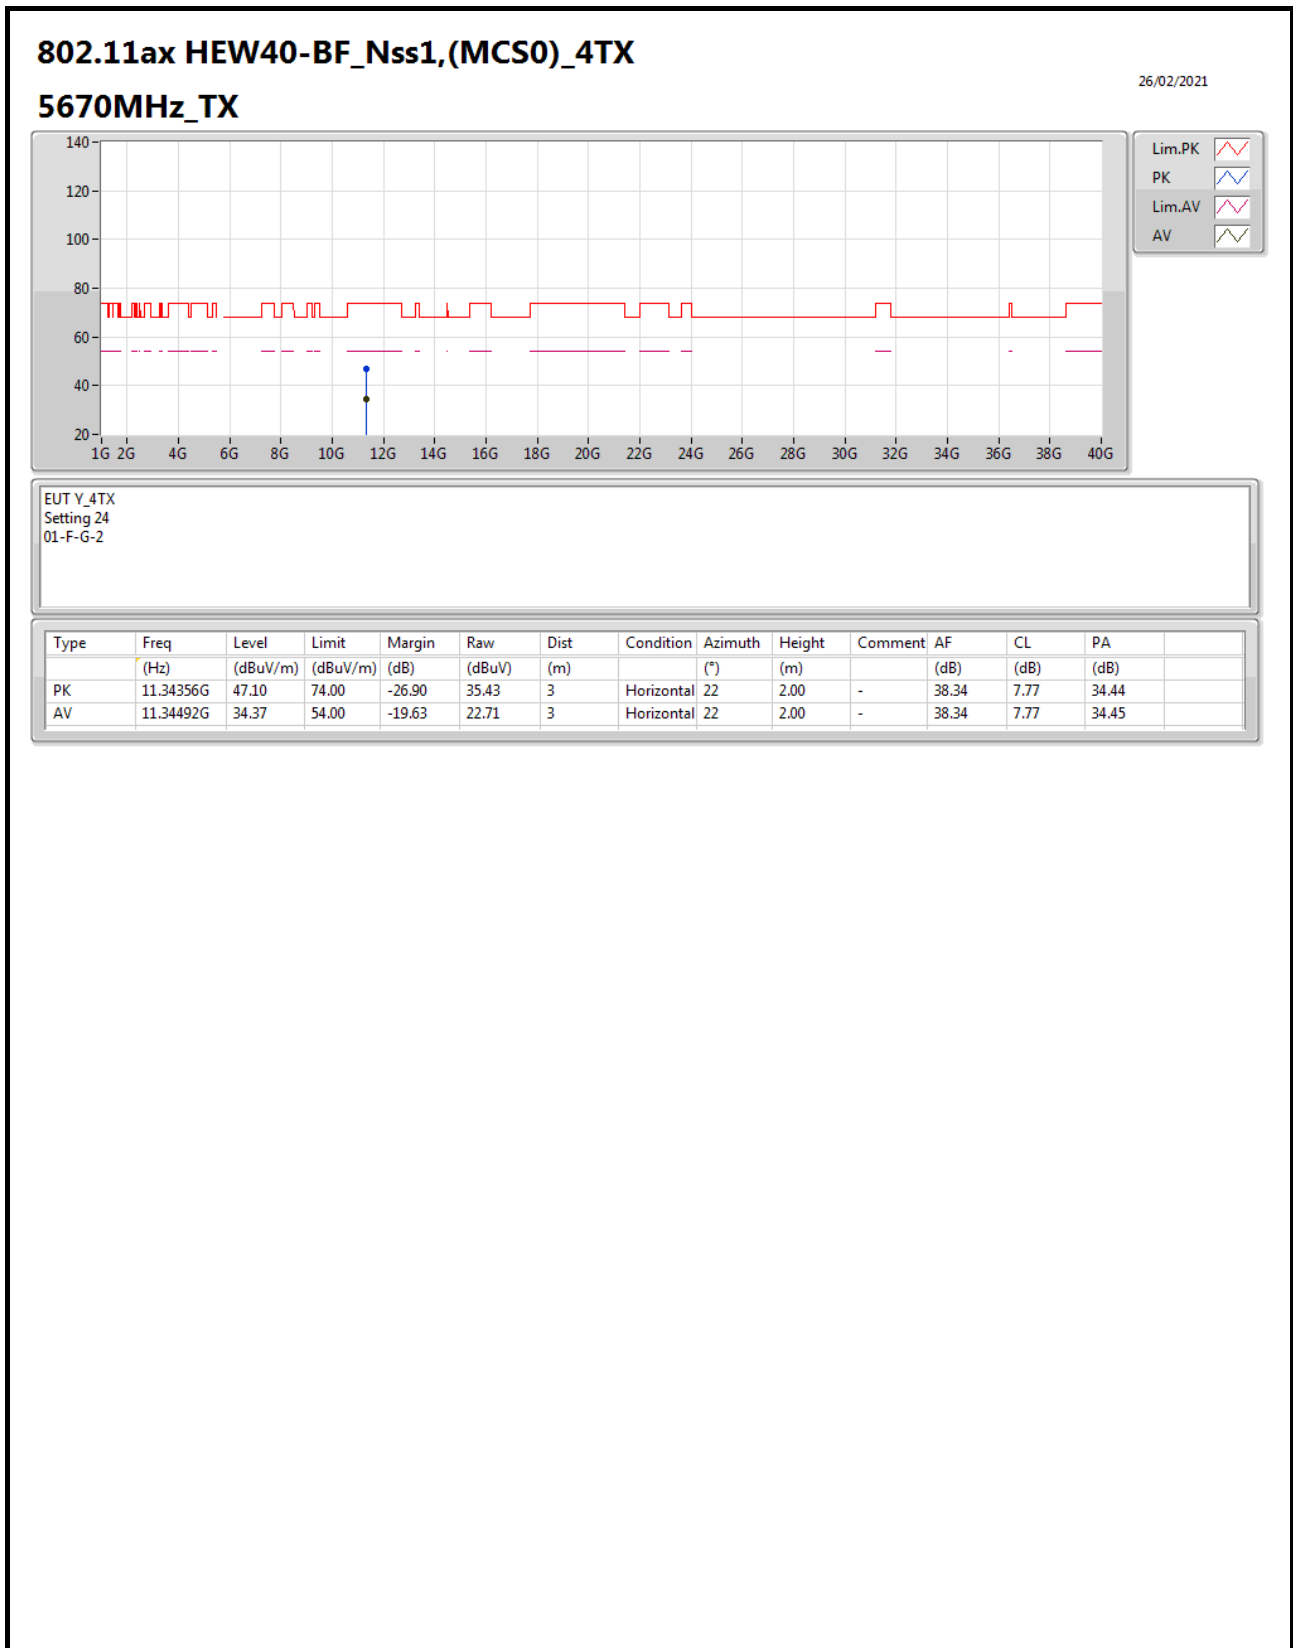 802.11ax HEW40-BF_Nss1,(MCS0)_4TX
26/02/2021
5670MHz_TX
140
120
100
80
60
40
20
1G 2G 4G 6G 8G 10G 12G 14G 16G 18G 20G 22G 24G 26G 28G 30G 32G 34G 36G 38G 40G
Lim.PK
PK
Lim.AV
AV
EUT Y_4TX
Setting 24
01-F-G-2
Type Freq Level Limit Margin Raw Dist Condition Azimuth Height Comment AF CL PA
(Hz) (dBuV/m) (dBuV/m) (dB) (dBuV) (m) (°) (m) (dB) (dB) (dB)
PK 11.34356G 47.10 74.00 -26.90 35.43 3 Horizontal 22 2.00 - 38.34 7.77 34.44
AV 11.34492G 34.37 54.00 -19.63 22.71 3 Horizontal 22 2.00 - 38.34 7.77 34.45